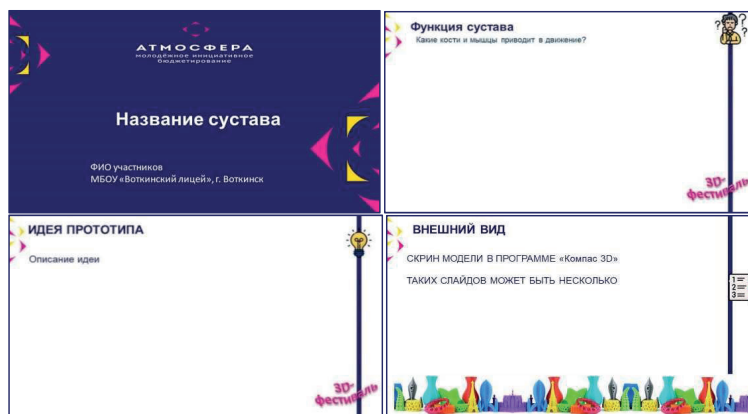 АТМОСФЕРА
МОЛОДЁЖНОЕ ИНИЦИАТИВНОЕ
БЮДЖЕТИРОВАНИЕ
Название сустава
ФИО участников
МБОУ «Воткинский лицей», г. Воткинск
Функция сустава
Какие кости и мышцы приводит в движение?
3D-
фестиваль
ИДЕЯ ПРОТОТИПА
Описание идеи
3D-
фестиваль
ВНЕШНИЙ ВИД
СКРИН МОДЕЛИ В ПРОГРАММЕ «Компас 3D»
ТАКИХ СЛАЙДОВ МОЖЕТ БЫТЬ НЕСКОЛЬКО
1=
2=
3=